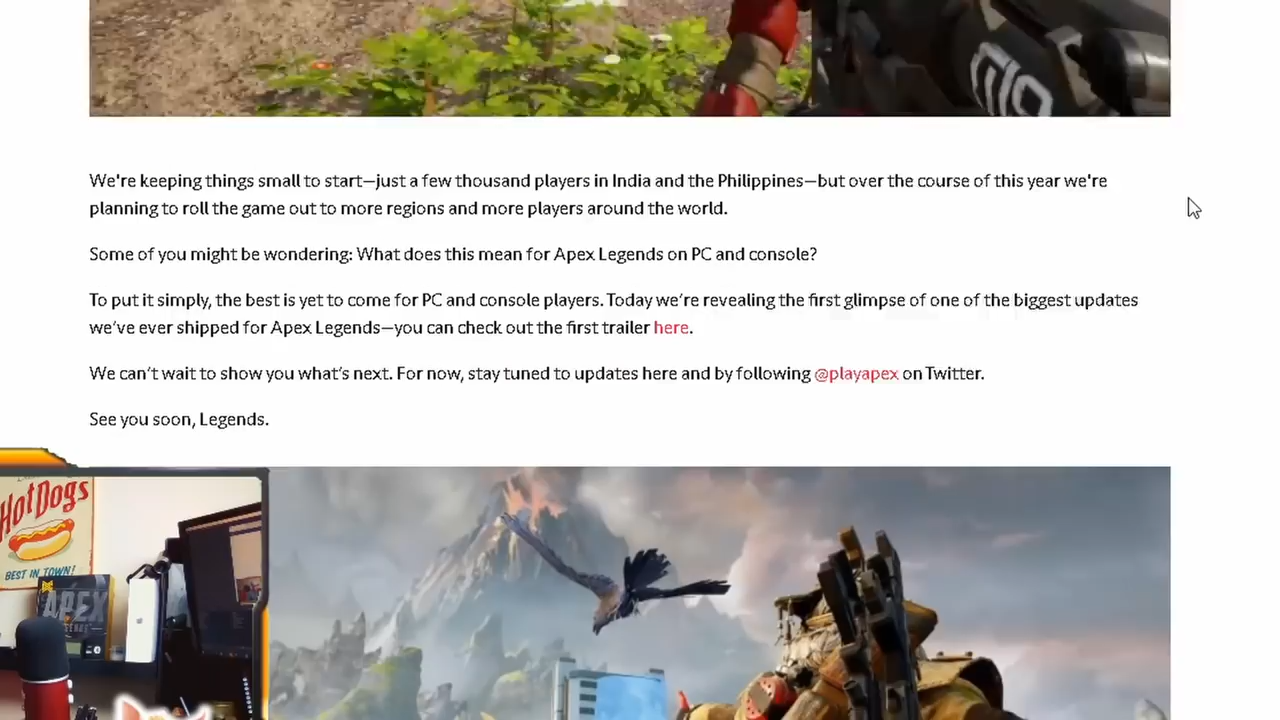 We're keeping things small to start—just a few thousand players in India and the Philippines—but over the course of this year we're
planning to roll the game out to more regions and more players around the world.
Some of you might be wondering: What does this mean for Apex Legends on PC and console?
To put it simply, the best is yet to come for PC and console players. Today we’re revealing the first glimpse of one of the biggest updates
we’ve ever shipped for Apex Legends—you can check out the first trailer here.
We can’t wait to show you what’s next. For now, stay tuned to updates here and by following @playapex on Twitter.
See you soon, Legends.
HotDogs
BEST IN TOWN!
APEX